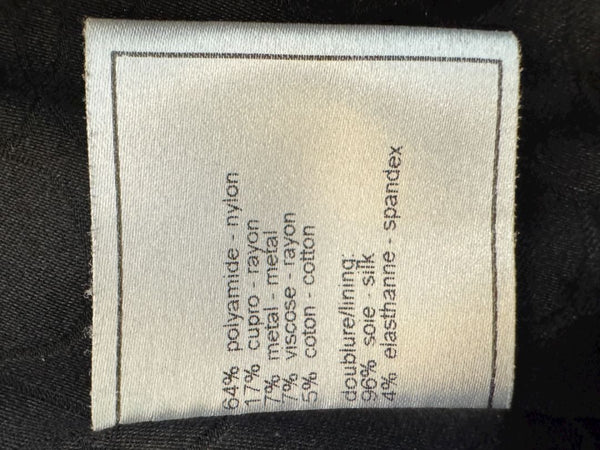 64% polyamide - nylon
17% cupro - rayon
7% metal - metal
7% viscose - rayon
5% coton - cotton
doublure/lining
96% soie - silk
4% elasthanne - spandex